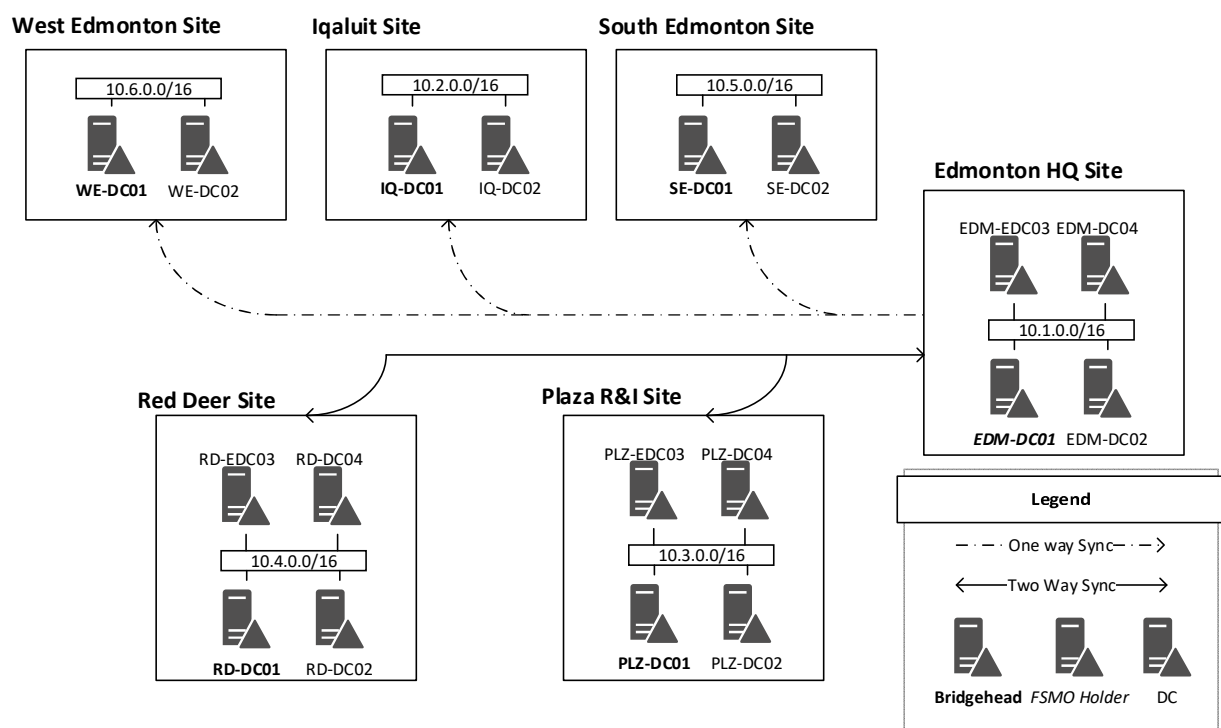 West Edmonton Site
Iqaluit Site
South Edmonton Site
10.6.0.0/16
10.2.0.0/16
10.5.0.0/16
WE-DC01
WE-DC02
IQ-DC01
IQ-DC02
SE-DC01
SE-DC02
Edmonton HQ Site
EDM-EDC03
EDM-DC04
10.1.0.0/16
EDM-DC01
EDM-DC02
Red Deer Site
RD-EDC03
RD-DC04
10.4.0.0/16
RD-DC01
RD-DC02
Plaza R&I Site
PLZ-EDC03
PLZ-DC04
10.3.0.0/16
PLZ-DC01
PLZ-DC02
Legend
One way Sync
Two Way Sync
Bridgehead
FSMO Holder
DC